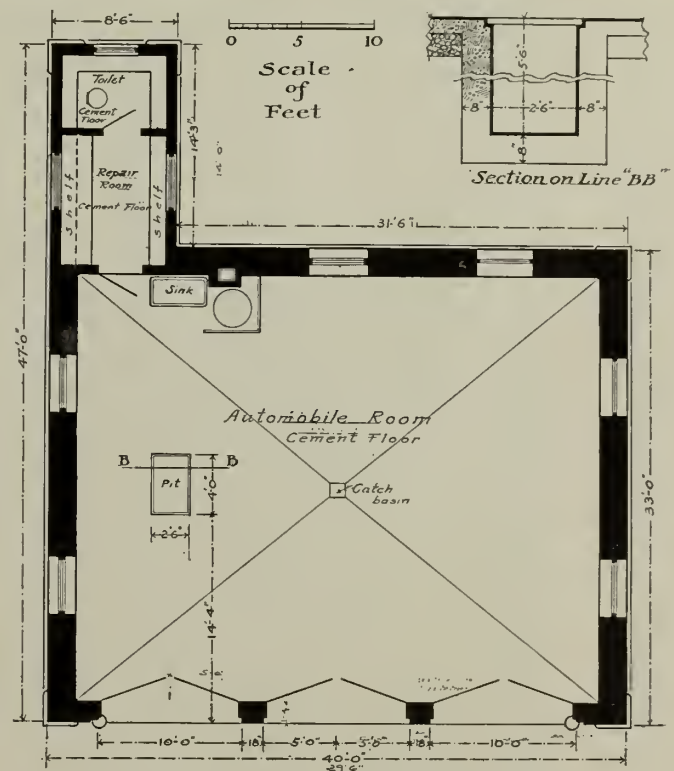 8'-6"
0 5 10
Scale
of
Feet
5'-6"
8" 2'-6" 8"
8"
Section on Line "BB"
Toilet
Cement
Floor
14'-3"
14'-0"
Repair
Room
Cement Floor
Shelf
Shelf
31'-6"
Sink
47'-0"
Automobile Room
Cement Floor
B B
Pit
4'-0"
Catch
basin
2'6"
33'-0"
14'-4"
10'-0" 18" 5'-0" 5'-0" 18" 10'-0"
40'-0"
29'-6"